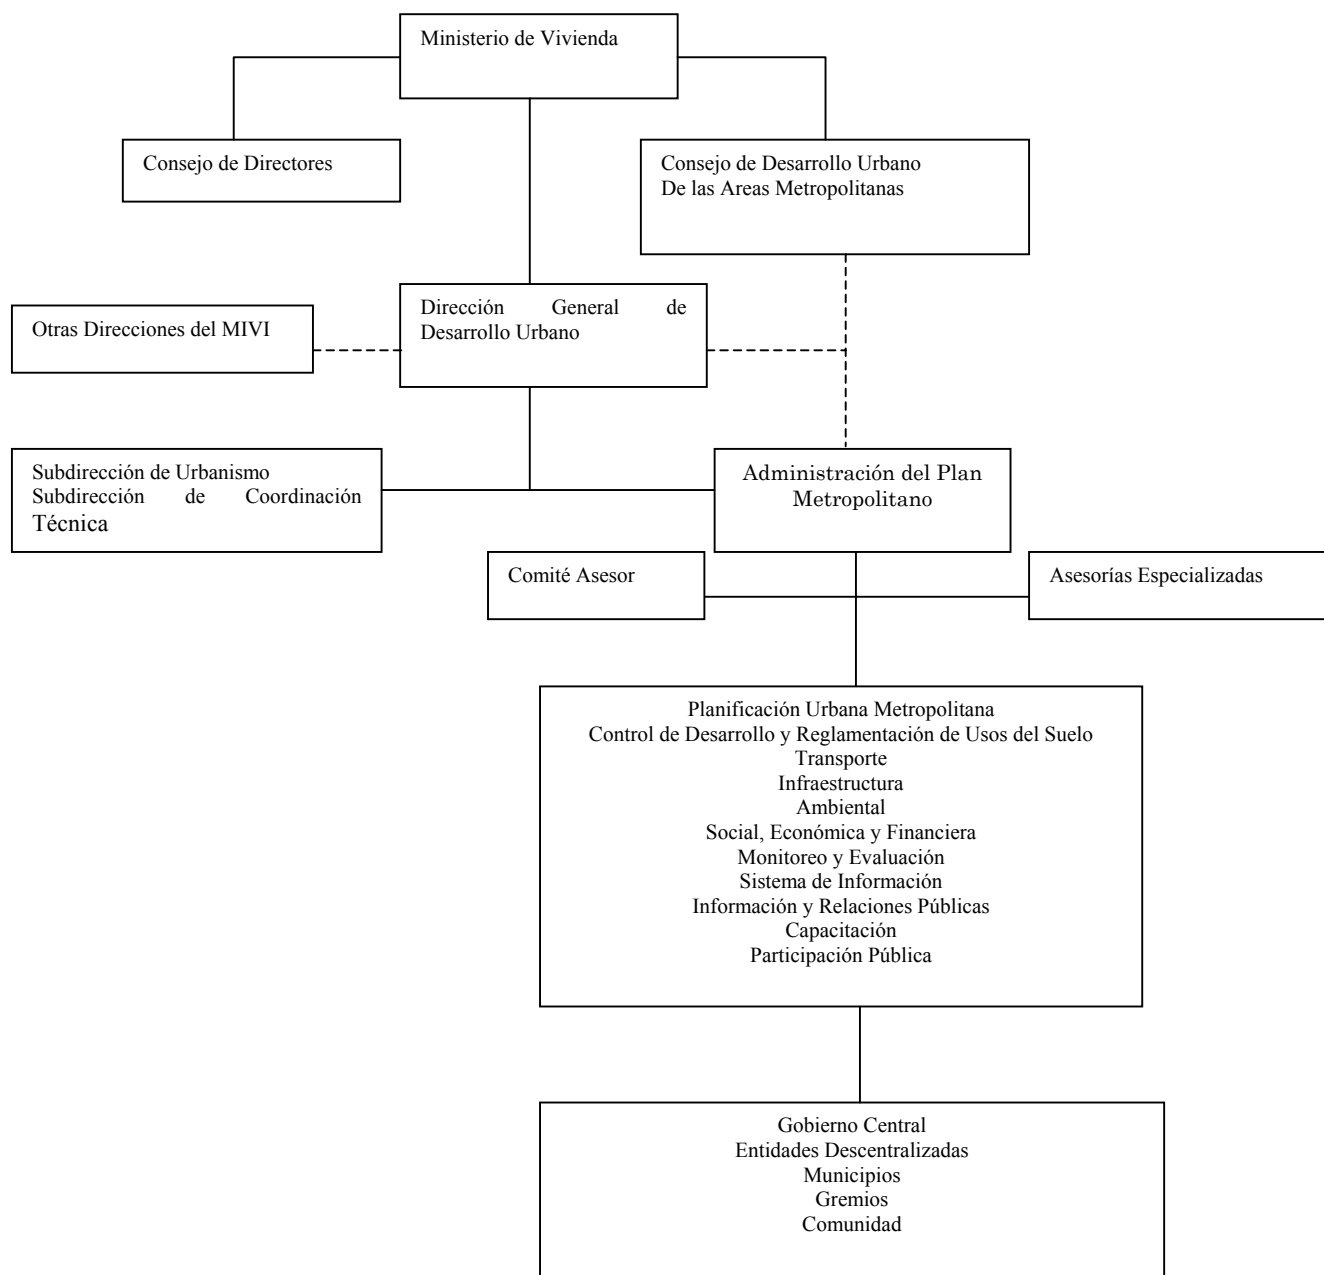 Ministerio de Vivienda
Consejo de Directores
Consejo de Desarrollo Urbano
De las Areas Metropolitanas
Dirección General de
Desarrollo Urbano
Otras Direcciones del MIVI
Subdirección de Urbanismo
Subdirección de Coordinación
Técnica
Administración del Plan
Metropolitano
Comité Asesor
Asesorías Especializadas
Planificación Urbana Metropolitana
Control de Desarrollo y Reglamentación de Usos del Suelo
Transporte
Infraestructura
Ambiental
Social, Económica y Financiera
Monitoreo y Evaluación
Sistema de Información
Información y Relaciones Públicas
Capacitación
Participación Pública
Gobierno Central
Entidades Descentralizadas
Municipios
Gremios
Comunidad